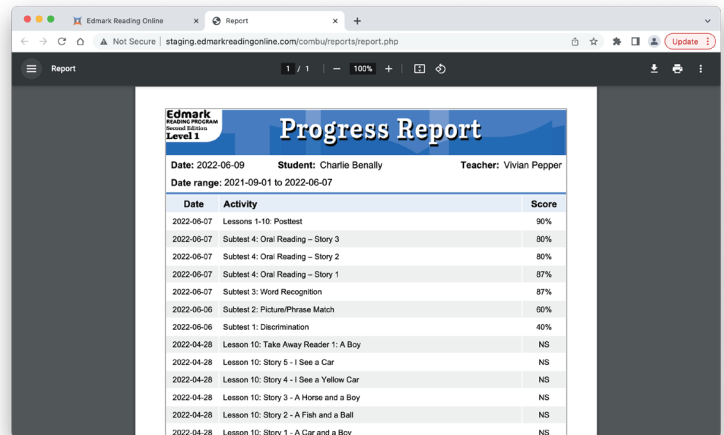 Edmark Reading Online
Report
Not Secure | staging.edmarkreadingonline.com/combu/reports/report.php
Update
Report
1 / 1
100%
Edmark
READING PROGRAM
Second Edition
Level 1
Progress Report
Date: 2022-06-09 Student: Charlie Benally Teacher: Vivian Pepper
Date range: 2021-09-01 to 2022-06-07
Date Activity Score
2022-06-07 Lessons 1-10: Posttest 90%
2022-06-07 Subtest 4: Oral Reading – Story 3 80%
2022-06-07 Subtest 4: Oral Reading – Story 2 80%
2022-06-07 Subtest 4: Oral Reading – Story 1 87%
2022-06-07 Subtest 3: Word Recognition 87%
2022-06-06 Subtest 2: Picture/Phrase Match 60%
2022-06-06 Subtest 1: Discrimination 40%
2022-04-28 Lesson 10: Take Away Reader 1: A Boy NS
2022-04-28 Lesson 10: Story 5 - I See a Car NS
2022-04-28 Lesson 10: Story 4 - I See a Yellow Car NS
2022-04-28 Lesson 10: Story 3 - A Horse and a Boy NS
2022-04-28 Lesson 10: Story 2 - A Fish and a Ball NS
2022-04-28 Lesson 10: Story 1 - A Car and a Boy NS